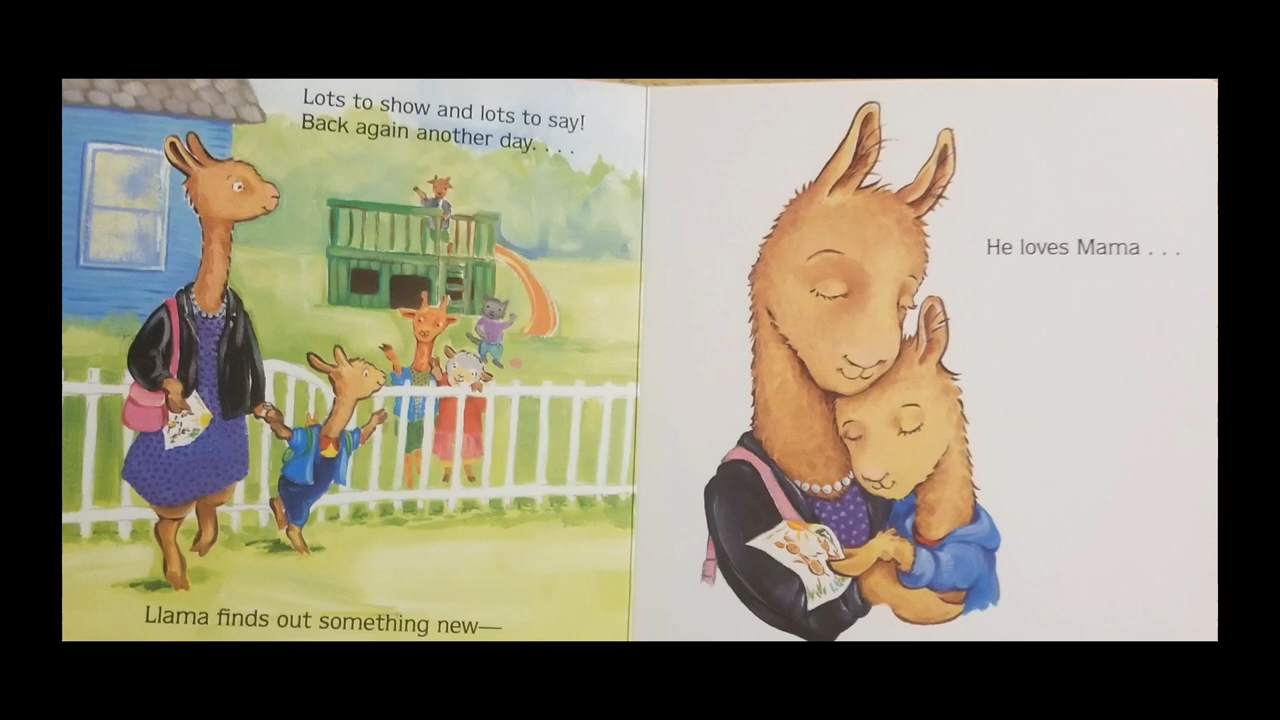 Lots to show and lots to say!
Back again another day. . . .
Llama finds out something new—
He loves Mama . . .